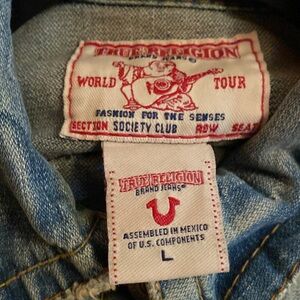 TRUE RELIGION
BRAND JEANS®
WORLD TOUR
FASHION FOR THE SENSES
SECTION SOCIETY CLUB ROW SEAT
TRUE RELIGION
BRAND JEANS®
ASSEMBLED IN MEXICO
OF U.S. COMPONENTS
L